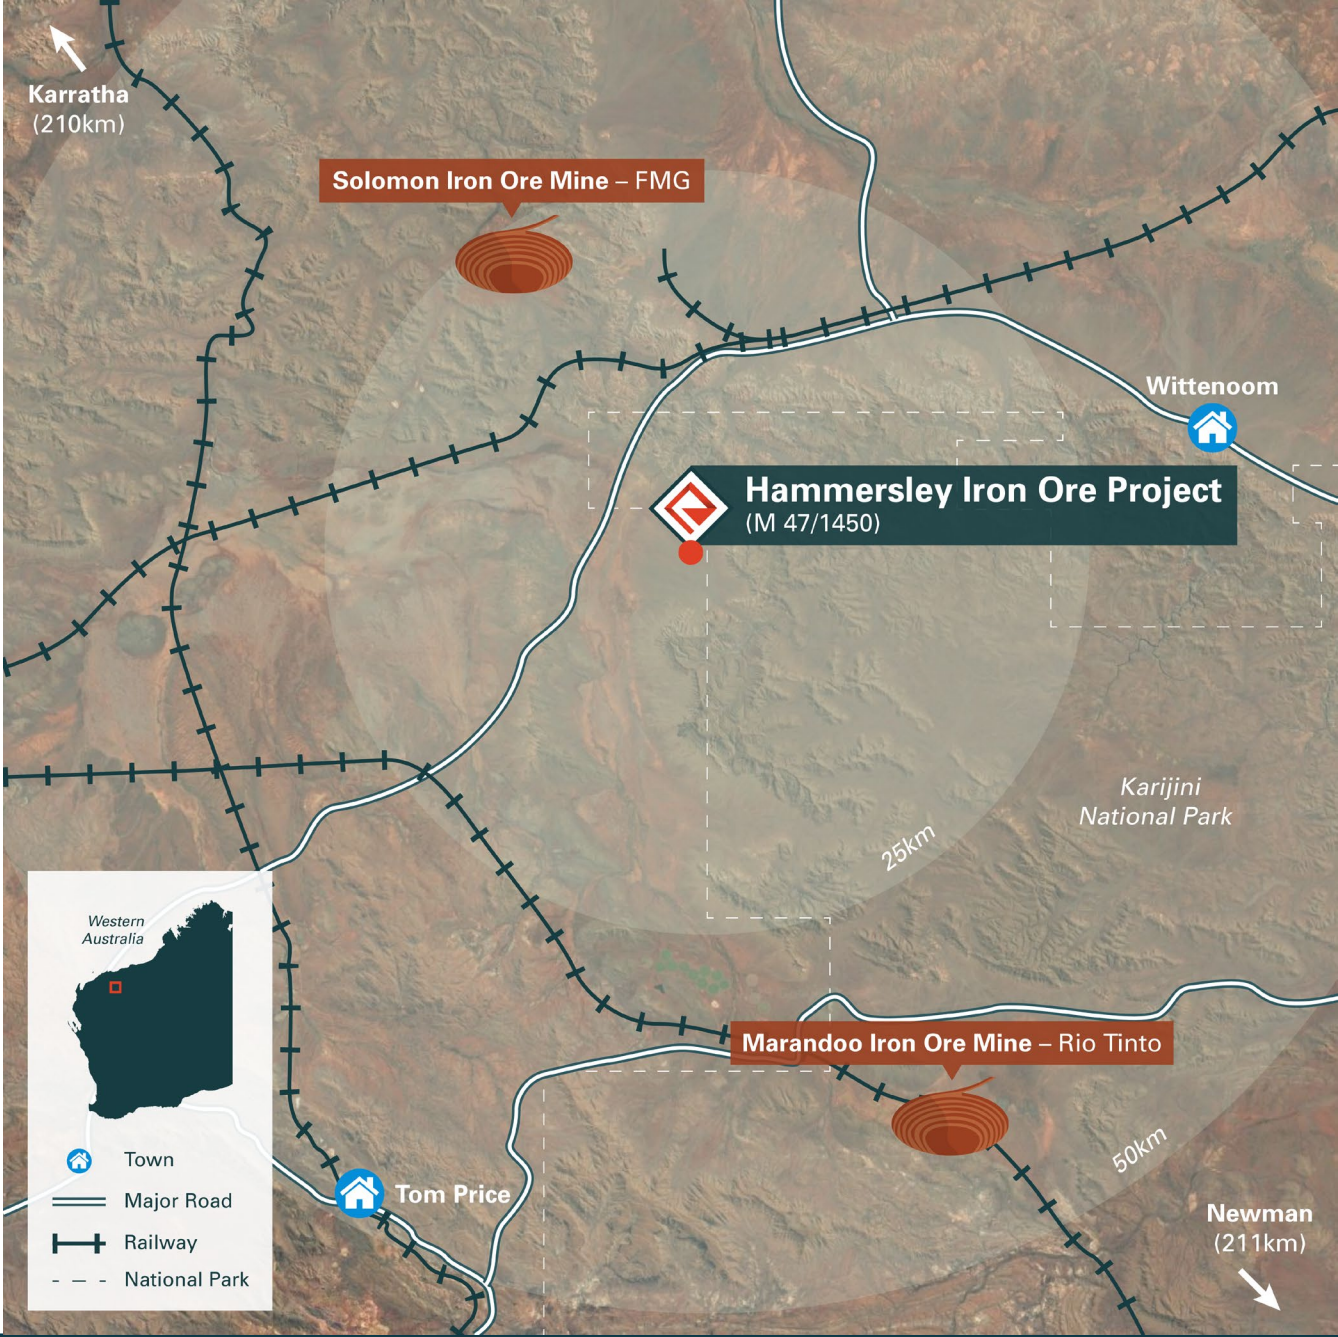 Karratha
(210km)
Solomon Iron Ore Mine – FMG
Wittenoom
Hammersley Iron Ore Project
(M 47/1450)
Karijini
National Park
25km
Western
Australia
Marandoo Iron Ore Mine – Rio Tinto
50km
Town
Tom Price
Major Road
Newman
(211km)
Railway
National Park